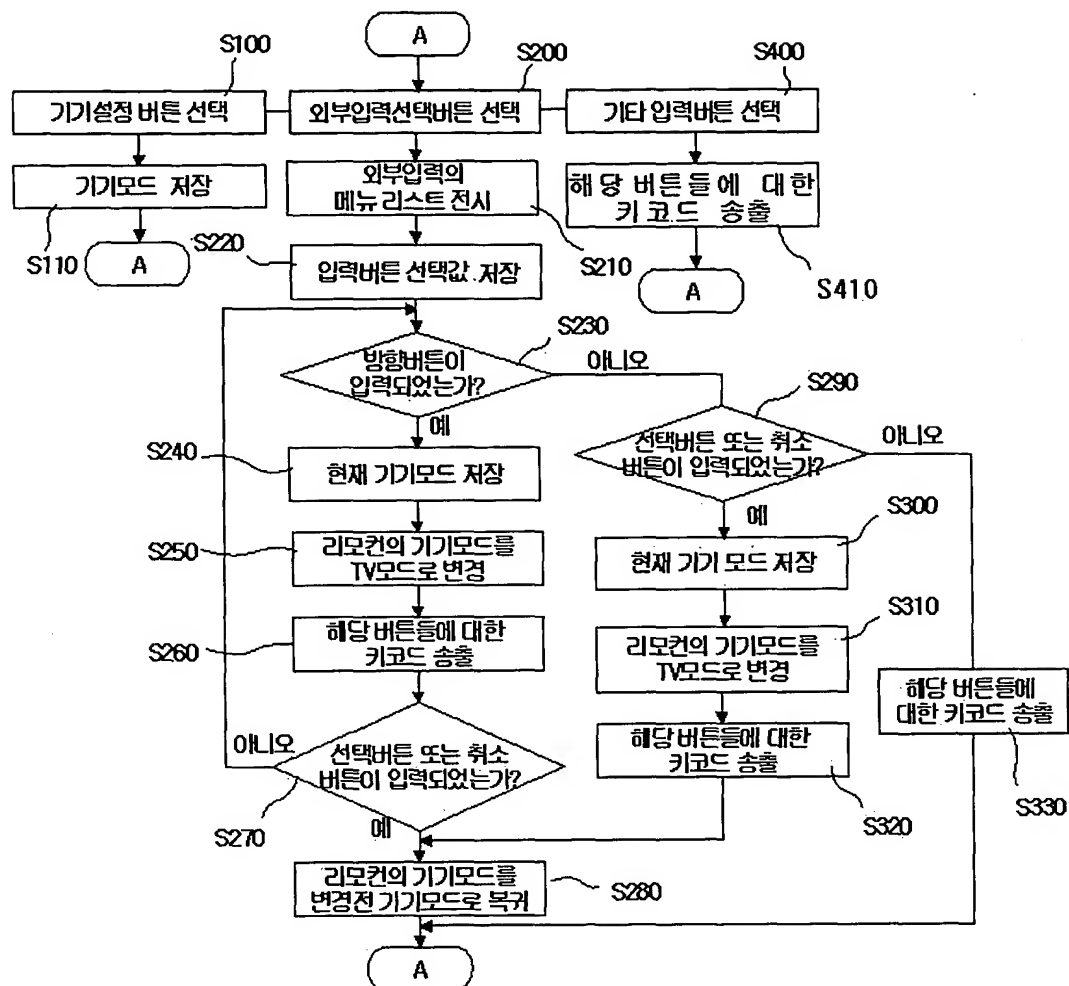 A
S100
S200
S400
기기설정 버튼 선택
외부입력선택버튼 선택
기타 입력버튼 선택
기기모드 저장
외부입력의
메뉴 리스트 전시
해당 버튼들에 대한
키코드 송출
S110
A
S220
S210
S410
A
입력버튼 선택값 저장
S230
방향버튼이
입력되었는가?
아니오
예
S290
선택버튼 또는 취소
버튼이 입력되었는가?
아니오
예
S240
현재 기기모드 저장
S300
현재 기기 모드 저장
S250
리모컨의 기기모드를
TV모드로 변경
S310
리모컨의 기기모드를
TV모드로 변경
S260
해당 버튼들에 대한
키코드 송출
해당 버튼들에
대한 키코드 송출
S330
아니오
선택버튼 또는 취소
버튼이 입력되었는가?
S270
예
해당 버튼들에 대한
키코드 송출
S320
리모컨의 기기모드를
변경전 기기모드로 복귀
S280
A